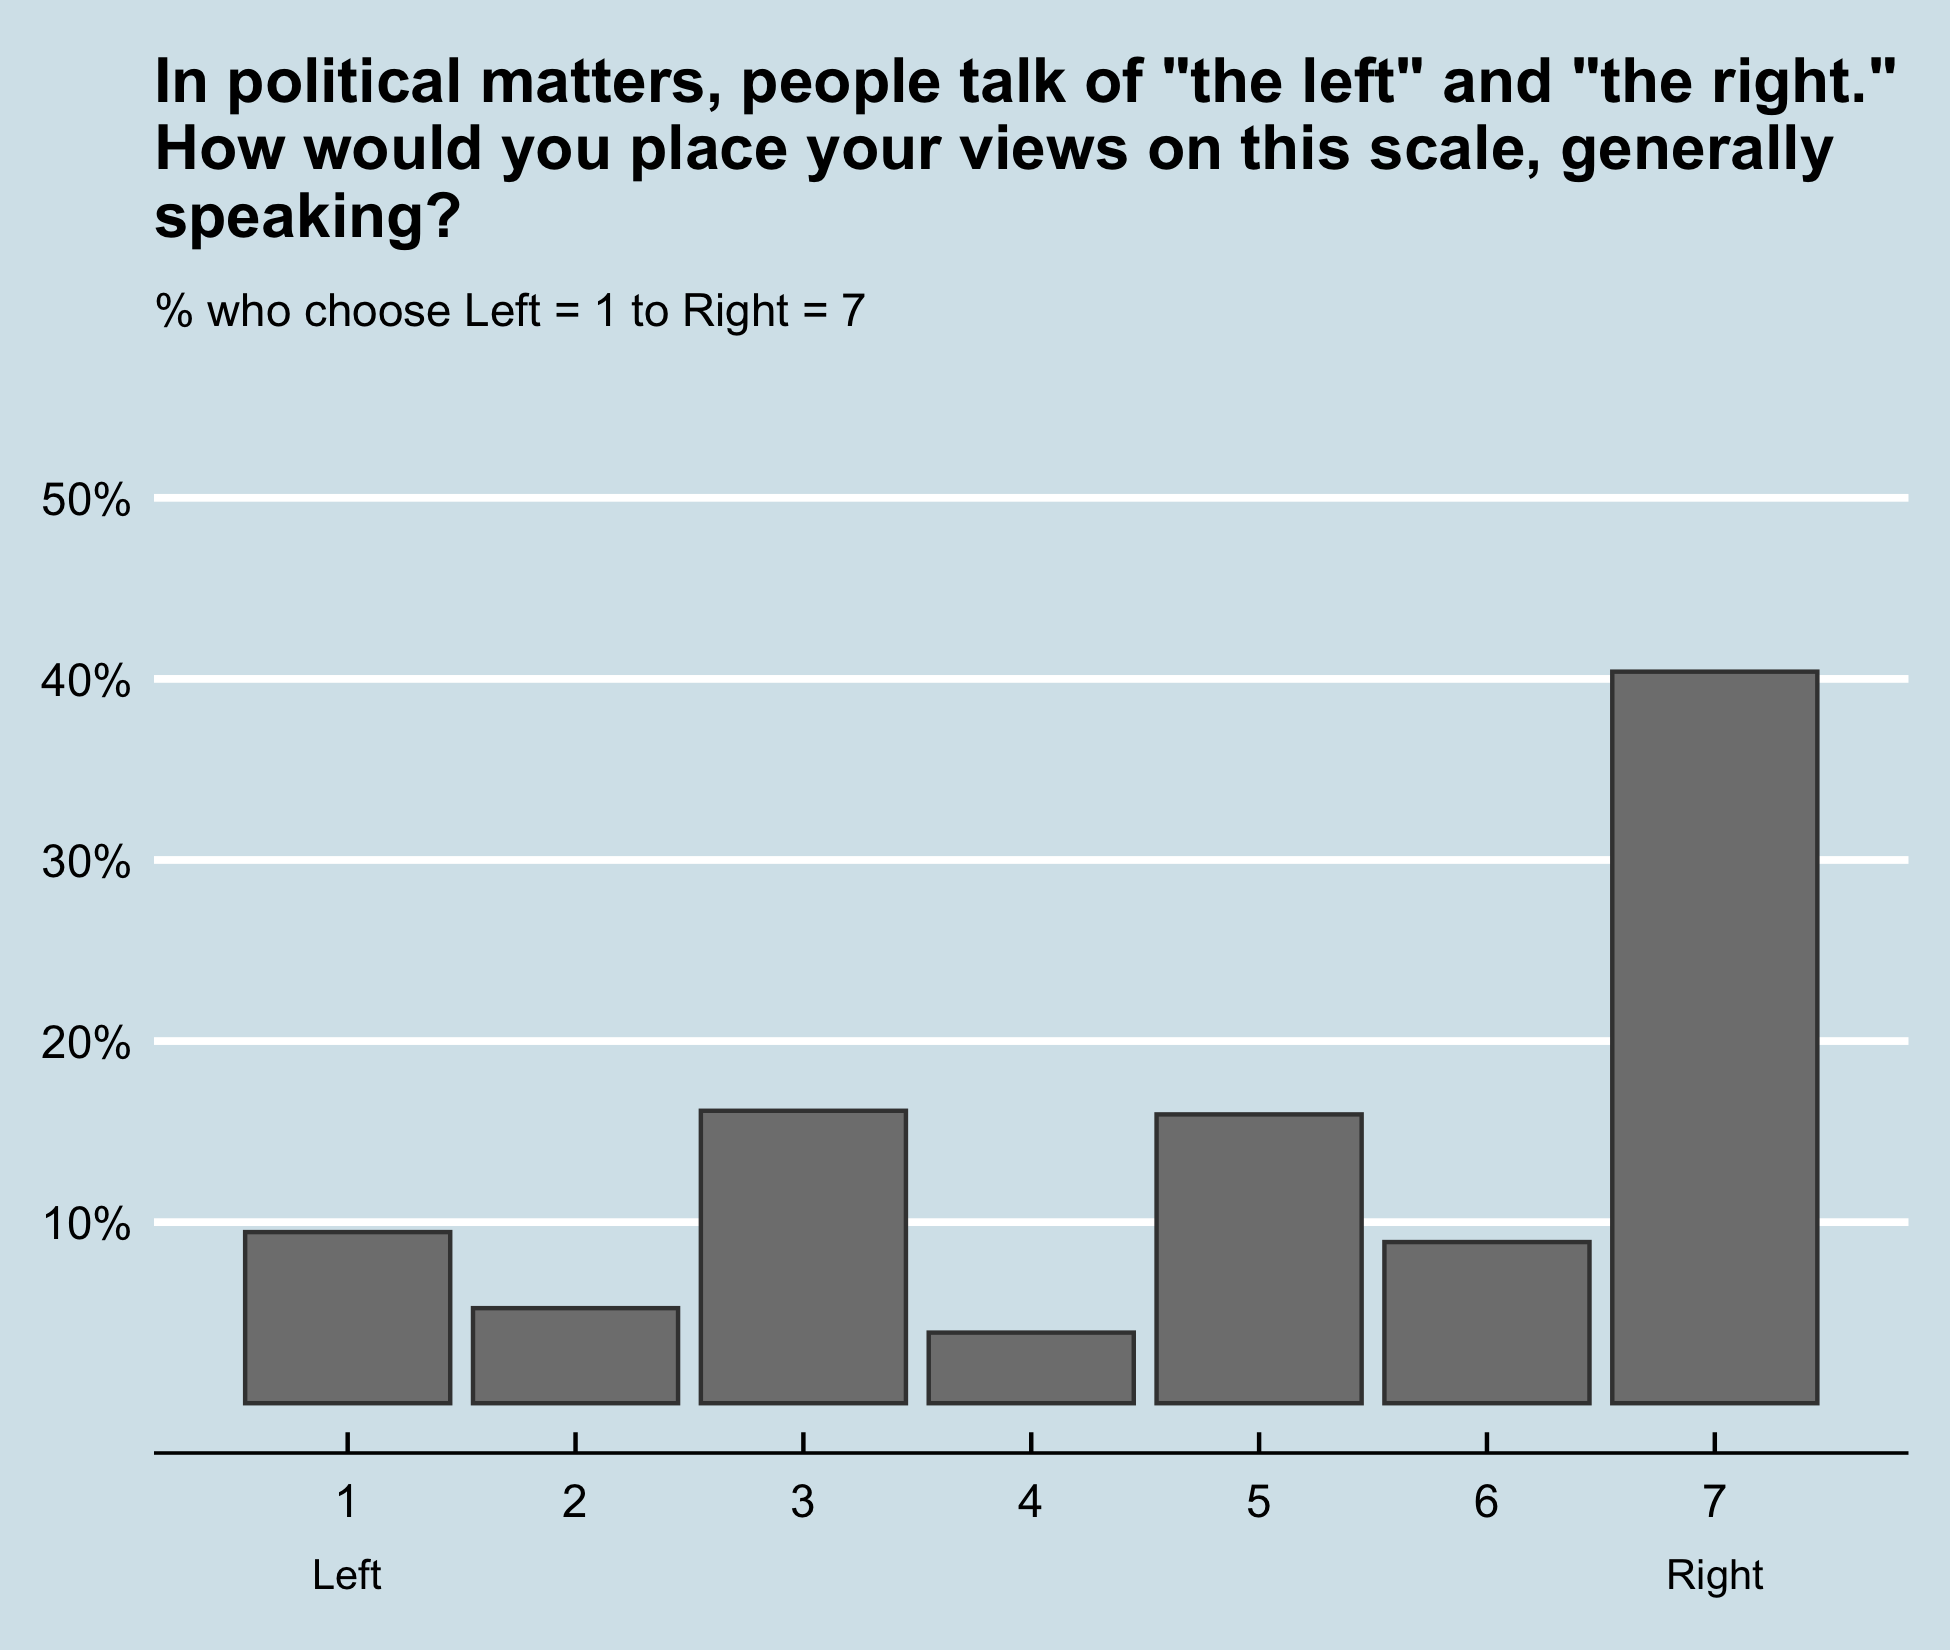 In political matters, people talk of "the left" and "the right."
How would you place your views on this scale, generally
speaking?
% who choose Left = 1 to Right = 7
50%
40%
30%
20%
10%
1 2 3 4 5 6 7
Left Right